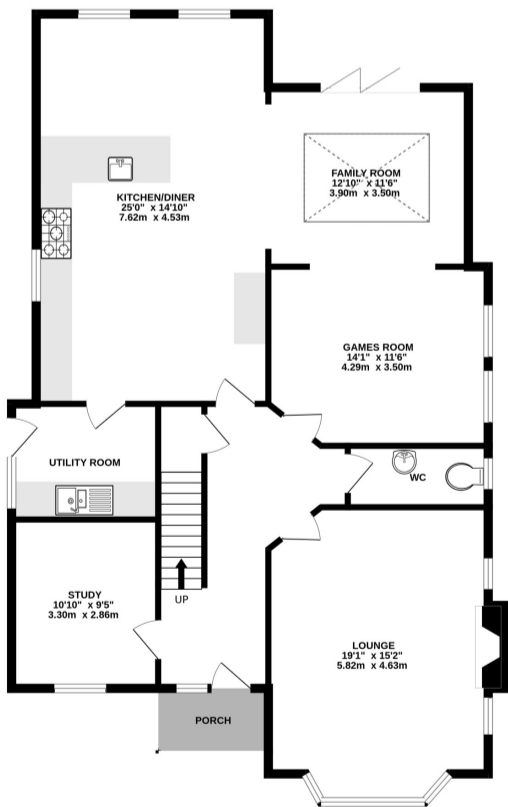 FAMILY ROOM
12'10" x 11'6"
3.90m x 3.50m
KITCHEN/DINER
25'0" x 14'10"
7.62m x 4.53m
GAMES ROOM
14'1" x 11'6"
4.29m x 3.50m
UTILITY ROOM
WC
STUDY
10'10" x 9'5"
3.30m x 2.86m
UP
LOUNGE
19'1" x 15'2"
5.82m x 4.63m
PORCH